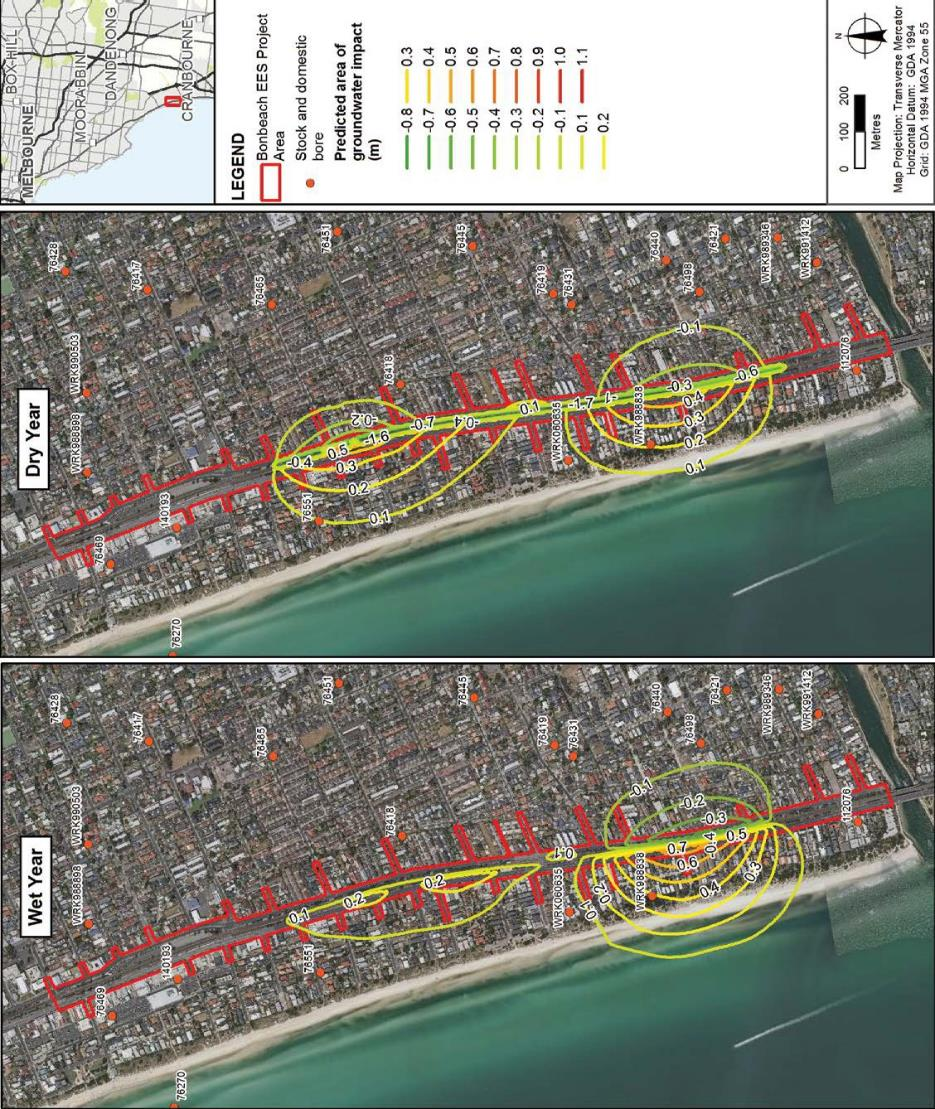 MELBOURNE
BOX HILL
MOORABBIN
DANDENONG
CRANBOURNE
LEGEND
Bonbeach EES Project
Area
Stock and domestic
bore
Predicted area of
groundwater impact
(m)
-0.8
-0.7
-0.6
-0.5
-0.4
-0.3
-0.2
-0.1
0.1
0.2
0.3
0.4
0.5
0.6
0.7
0.8
0.9
1.0
1.1
0 100 200
Metres
N
Map Projection: Transverse Mercator
Horizontal Datum: GDA 1994
Grid: GDA 1994 MGA Zone 55
Dry Year
76428
76417
WRK990503
WRK988898
140193
76469
76270
76465
76451
76445
76418
76551
76419
76431
76440
76421
76498
WRK989346
WRK991412
WRK060635
WRK988838
112076
-0.4
0.5
-1.6
-0.2
-0.7
0.3
0.2
0.1
-0.4
0.1
-1.7
-0.3
0.4
0.3
0.2
0.1
-0.6
-0.1
Wet Year
76428
76417
WRK990503
WRK988898
140193
76469
76270
76465
76451
76445
76418
76551
76419
76431
76440
76421
76498
WRK989346
WRK991412
WRK060635
WRK988838
112076
0.1
0.2
0.2
0.1
-0.1
-0.2
-0.3
-0.4
0.5
0.7
0.6
0.4
0.3
0.2
0.1